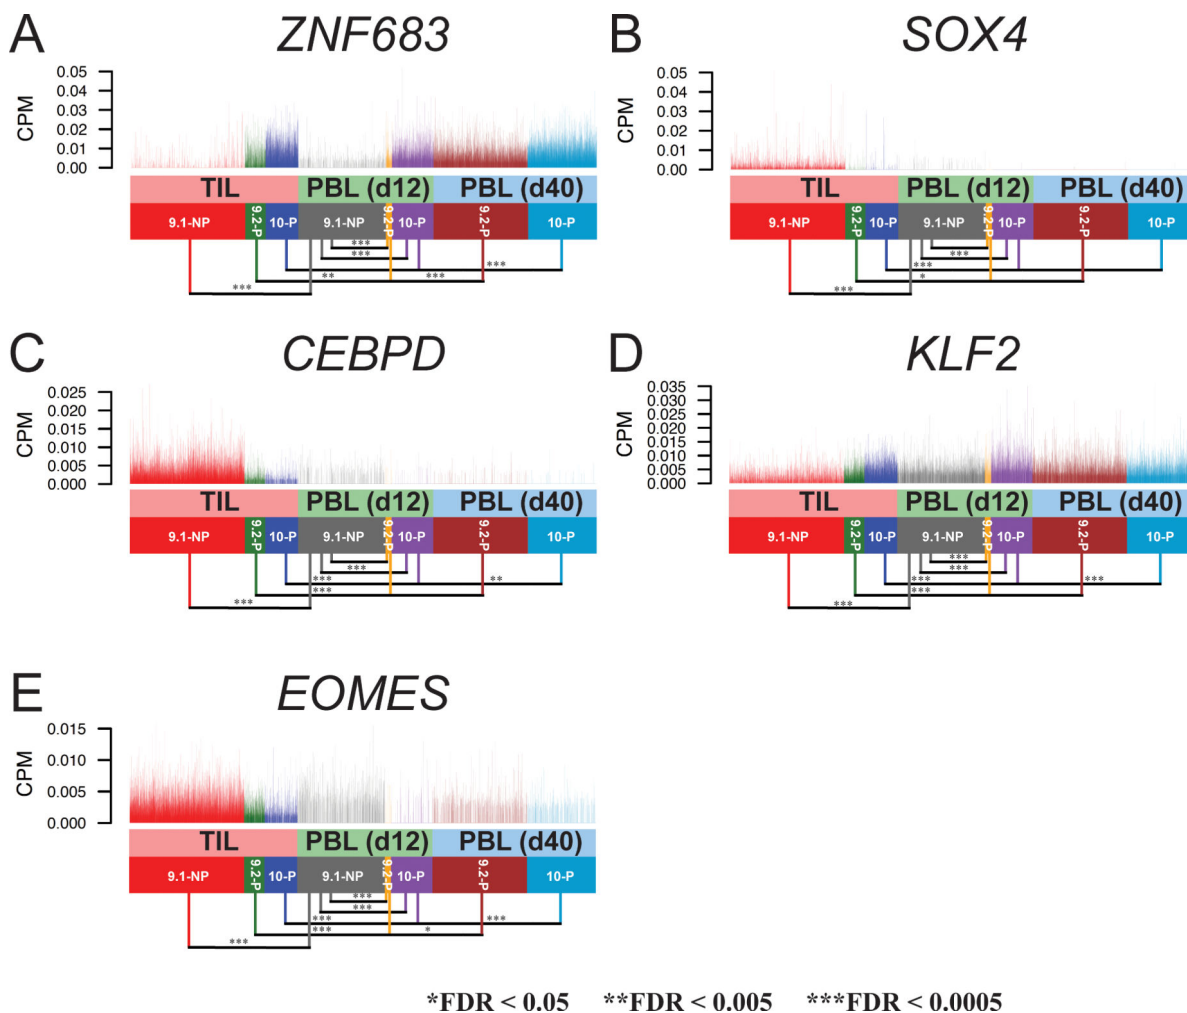 A
ZNF683
CPM
0.05
0.04
0.03
0.02
0.01
0.00
TIL PBL (d12) PBL (d40)
9.1-NP 9.2-P 10-P 9.1-NP 9.2-P 10-P 9.2-P 10-P
***
***
***
** ***
***
B
SOX4
CPM
0.05
0.04
0.03
0.02
0.01
0.00
TIL PBL (d12) PBL (d40)
9.1-NP 9.2-P 10-P 9.1-NP 9.2-P 10-P 9.2-P 10-P
***
***
*
***
C
CEBPD
CPM
0.025
0.020
0.015
0.010
0.005
0.000
TIL PBL (d12) PBL (d40)
9.1-NP 9.2-P 10-P 9.1-NP 9.2-P 10-P 9.2-P 10-P
***
***
*** **
***
***
D
KLF2
CPM
0.035
0.030
0.025
0.020
0.015
0.010
0.005
0.000
TIL PBL (d12) PBL (d40)
9.1-NP 9.2-P 10-P 9.1-NP 9.2-P 10-P 9.2-P 10-P
***
***
*** ***
***
***
E
EOMES
CPM
0.015
0.010
0.005
0.000
TIL PBL (d12) PBL (d40)
9.1-NP 9.2-P 10-P 9.1-NP 9.2-P 10-P 9.2-P 10-P
***
***
*** ***
*** *
***
*FDR < 0.05 **FDR < 0.005 ***FDR < 0.0005